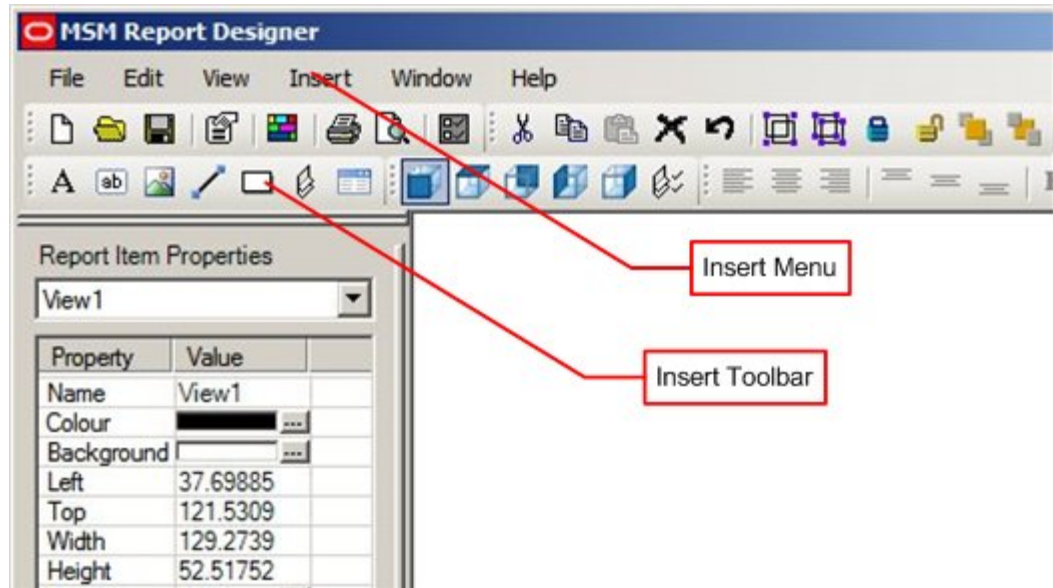 MSM Report Designer
File Edit View Insert Window Help
A ab
Report Item Properties
Insert Menu
View1
Property Value
Insert Toolbar
Name View1
Colour ...
Background ...
Left 37.69885
Top 121.5309
Width 129.2739
Height 52.51752